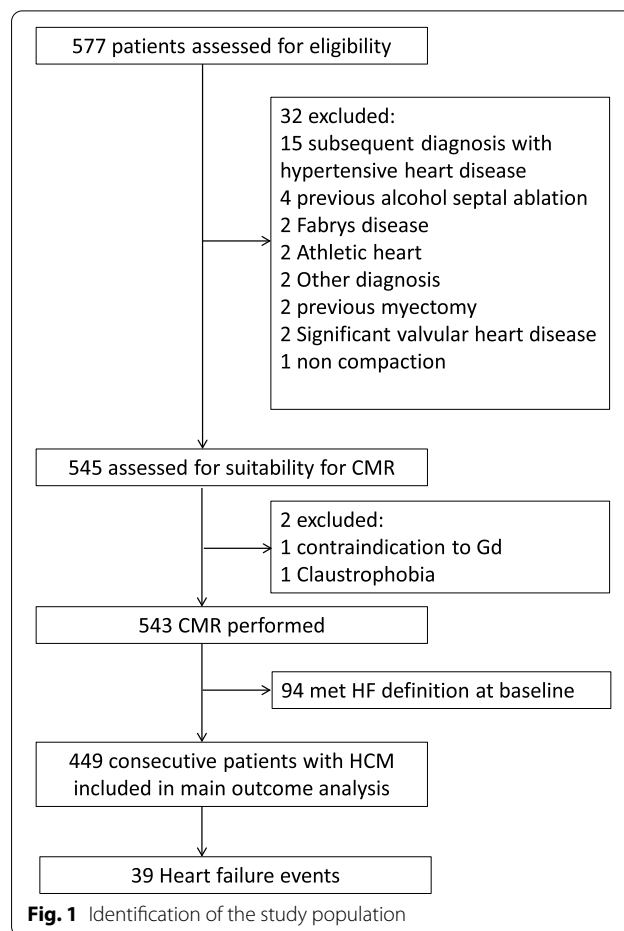 577 patients assessed for eligibility
32 excluded:
15 subsequent diagnosis with
hypertensive heart disease
4 previous alcohol septal ablation
2 Fabrys disease
2 Athletic heart
2 Other diagnosis
2 previous myectomy
2 Significant valvular heart disease
1 non compaction
545 assessed for suitability for CMR
2 excluded:
1 contraindication to Gd
1 Claustrophobia
543 CMR performed
94 met HF definition at baseline
449 consecutive patients with HCM
included in main outcome analysis
39 Heart failure events
Fig. 1 Identification of the study population